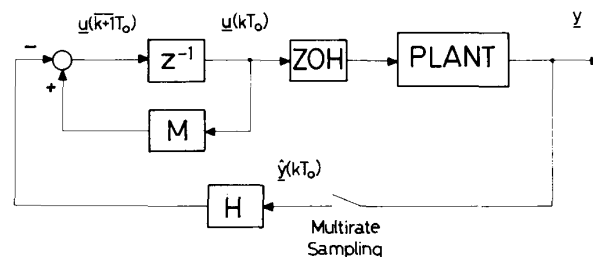 u(k+1T₀)
u(kT₀)
y
−
z⁻¹
ZOH
PLANT
+
M
ŷ(kT₀)
H
Multirate
Sampling